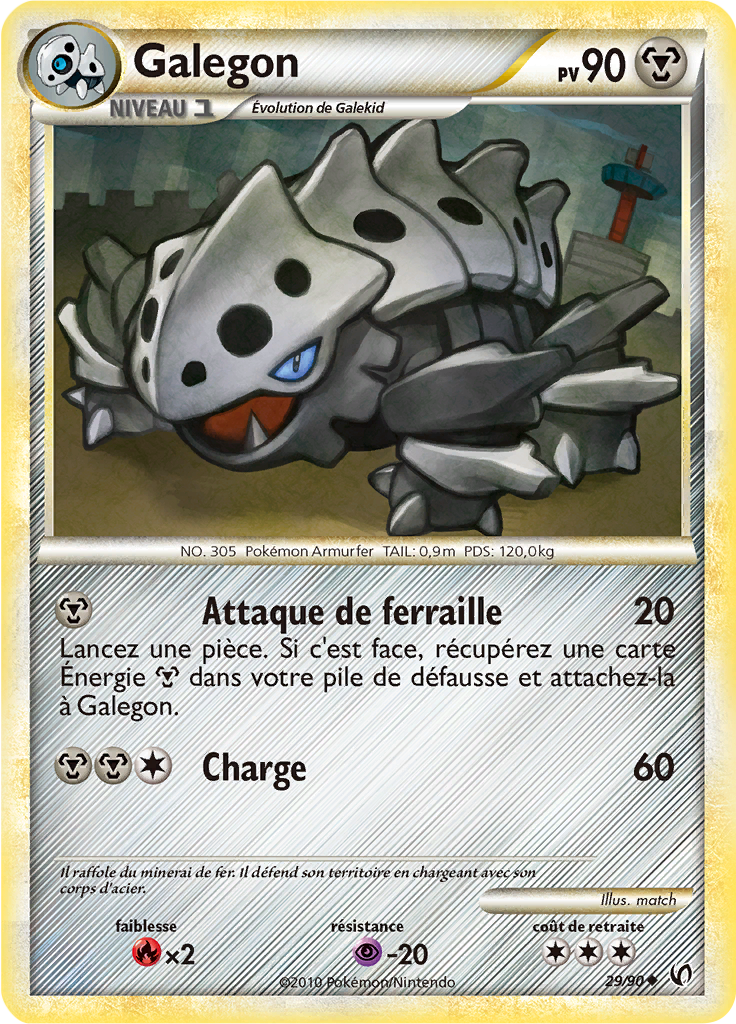 Galegon
PV 90
NIVEAU 1
Évolution de Galekid
NO. 305 Pokémon Armurfer TAIL: 0,9m PDS: 120,0kg
Attaque de ferraille 20
Lancez une pièce. Si c'est face, récupérez une carte
Énergie dans votre pile de défausse et attachez-la
à Galegon.
Charge 60
Il raffole du minerai de fer. Il défend son territoire en chargeant avec son
corps d'acier.
Illus. match
faiblesse résistance coût de retraite
×2 -20
©2010 Pokémon/Nintendo
29/90